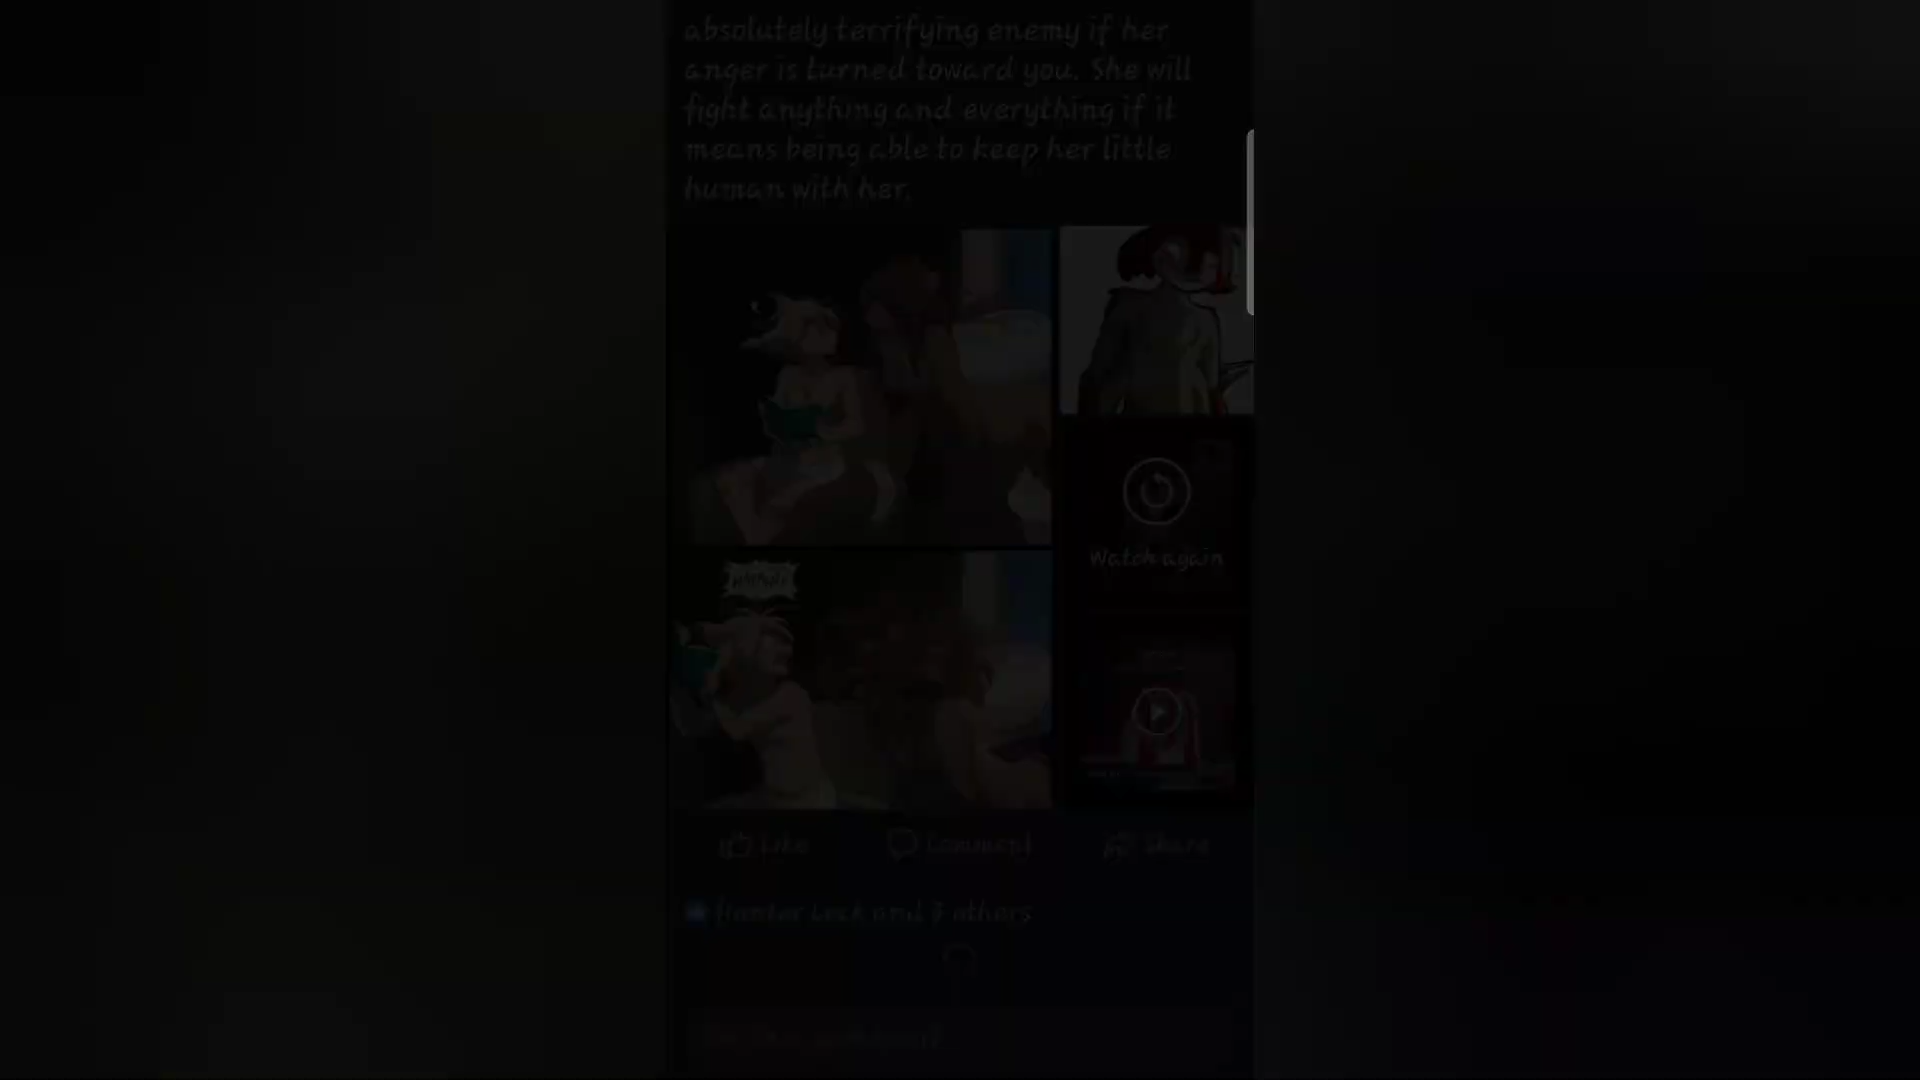 absolutely terrifying enemy if her
anger is turned toward you. She will
fight anything and everything if it
means being able to keep her little
human with her.
Watch again
Like
Comment
Share
and 3 others